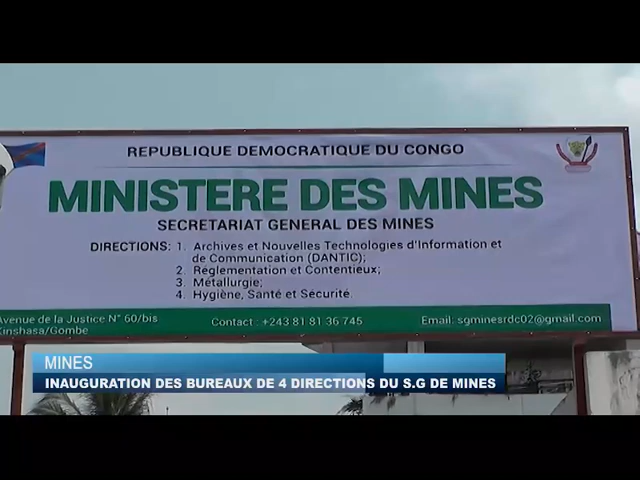 REPUBLIQUE DEMOCRATIQUE DU CONGO
MINISTERE DES MINES
SECRETARIAT GENERAL DES MINES
DIRECTIONS: 1. Archives et Nouvelles Technologies d'Information et
de Communication (DANTIC);
2. Réglementation et Contentieux;
3. Métallurgie;
4. Hygiène, Santé et Sécurité.
Avenue de la Justice N° 60/bis
Kinshasa/Gombe
Contact : +243 81 81 36 745
Email: sgminesrdc02@gmail.com
MINES
INAUGURATION DES BUREAUX DE 4 DIRECTIONS DU S.G DE MINES